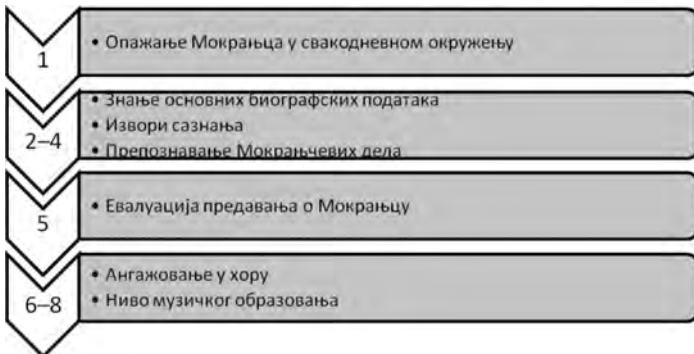 1
• Опажање Мокрањца у свакодневном окружењу
2–4
• Знање основних биографских података
• Извори сазнања
• Препознавање Мокрањчевих дела
5
• Евалуација предавања о Мокрањцу
6–8
• Ангажовање у хору
• Ниво музичког образовања